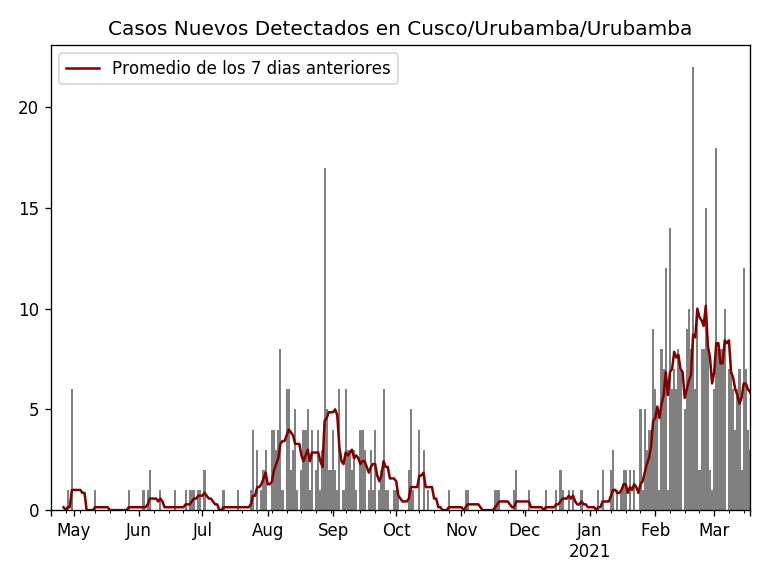 Casos Nuevos Detectados en Cusco/Urubamba/Urubamba
Promedio de los 7 dias anteriores
20
15
10
5
0
May Jun Jul Aug Sep Oct Nov Dec Jan Feb Mar
2021